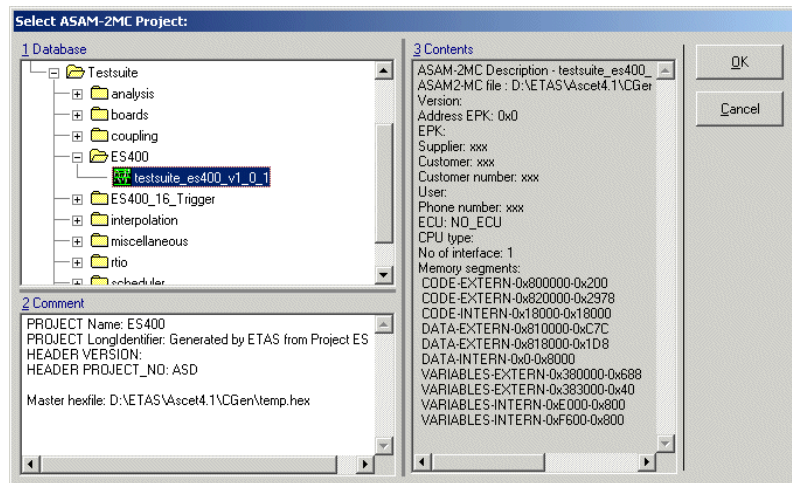 Select ASAM-2MC Project:
1 Database
Testsuite
analysis
boards
coupling
ES400
testsuite_es400_v1_0_1
ES400_16_Trigger
interpolation
miscellaneous
rtio
scheduler
2 Comment
PROJECT Name: ES400
PROJECT LongIdentifier: Generated by ETAS from Project ES
HEADER VERSION:
HEADER PROJECT_NO: ASD
Master hexfile: D:\ETAS\Ascet4.1\CGen\temp.hex
3 Contents
ASAM-2MC Description - testsuite_es400_
ASAM2-MC file : D:\ETAS\Ascet4.1\CGer
Version:
Address EPK: 0x0
EPK:
Supplier: xxx
Customer: xxx
Customer number: xxx
User:
Phone number: xxx
ECU: NO_ECU
CPU type:
No of interface: 1
Memory segments:
CODE-EXTERN-0x800000-0x200
CODE-EXTERN-0x820000-0x2978
CODE-INTERN-0x18000-0x18000
DATA-EXTERN-0x810000-0xC7C
DATA-EXTERN-0x818000-0x1D8
DATA-INTERN-0x0-0x8000
VARIABLES-EXTERN-0x380000-0x688
VARIABLES-EXTERN-0x383000-0x40
VARIABLES-INTERN-0xE000-0x800
VARIABLES-INTERN-0xF600-0x800
OK
Cancel